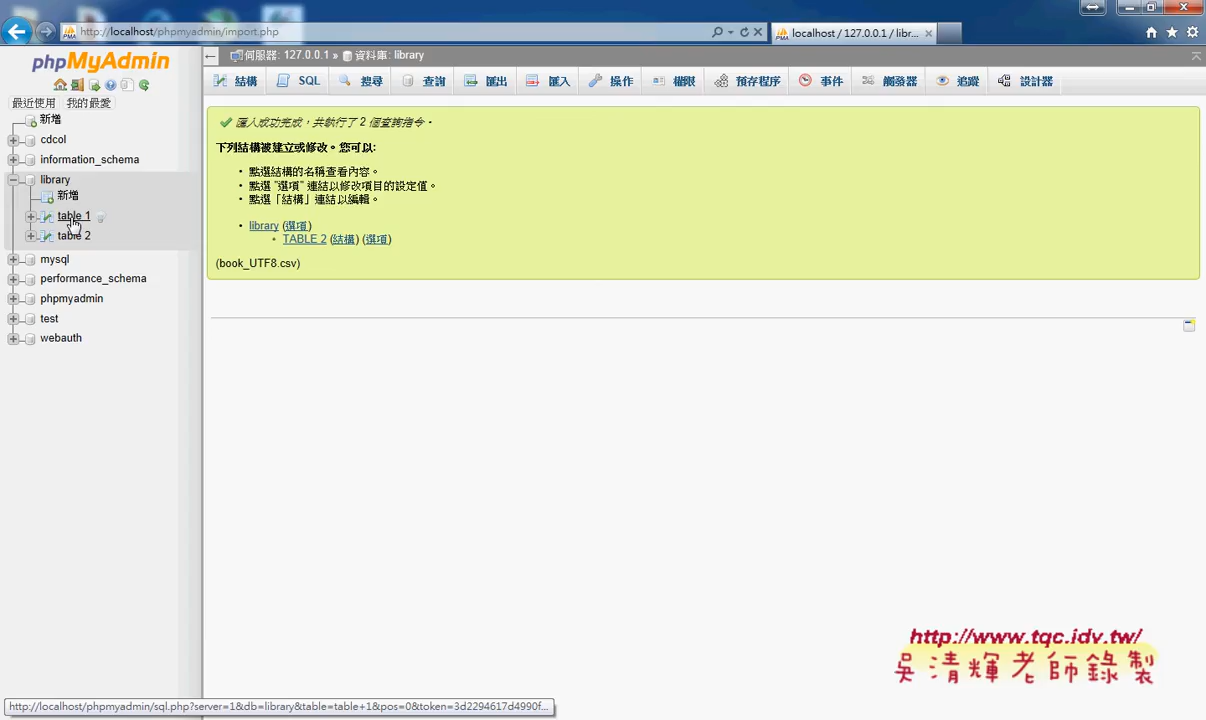 http://localhost/phpmyadmin/import.php
localhost / 127.0.0.1 / libr...
phpMyAdmin
最近使用 我的最愛
新增
cdcol
information_schema
library
新增
table 1
table 2
mysql
performance_schema
phpmyadmin
test
webauth
伺服器: 127.0.0.1 » 資料庫: library
結構 SQL 搜尋 查詢 匯出 匯入 操作 權限 預存程序 事件 觸發器 追蹤 設計器
匯入成功完成，共執行了 2 個查詢指令。
下列結構被建立或修改。您可以:
• 點選結構的名稱查看內容。
• 點選 "選項" 連結以修改項目的設定值。
• 點選「結構」連結以編輯。
• library (選項)
• TABLE 2 (結構) (選項)
(book_UTF8.csv)
http://www.tqc.idv.tw/
吳清輝老師錄製
http://localhost/phpmyadmin/sql.php?server=1&db=library&table=table+1&pos=0&token=3d2294617d4990f...